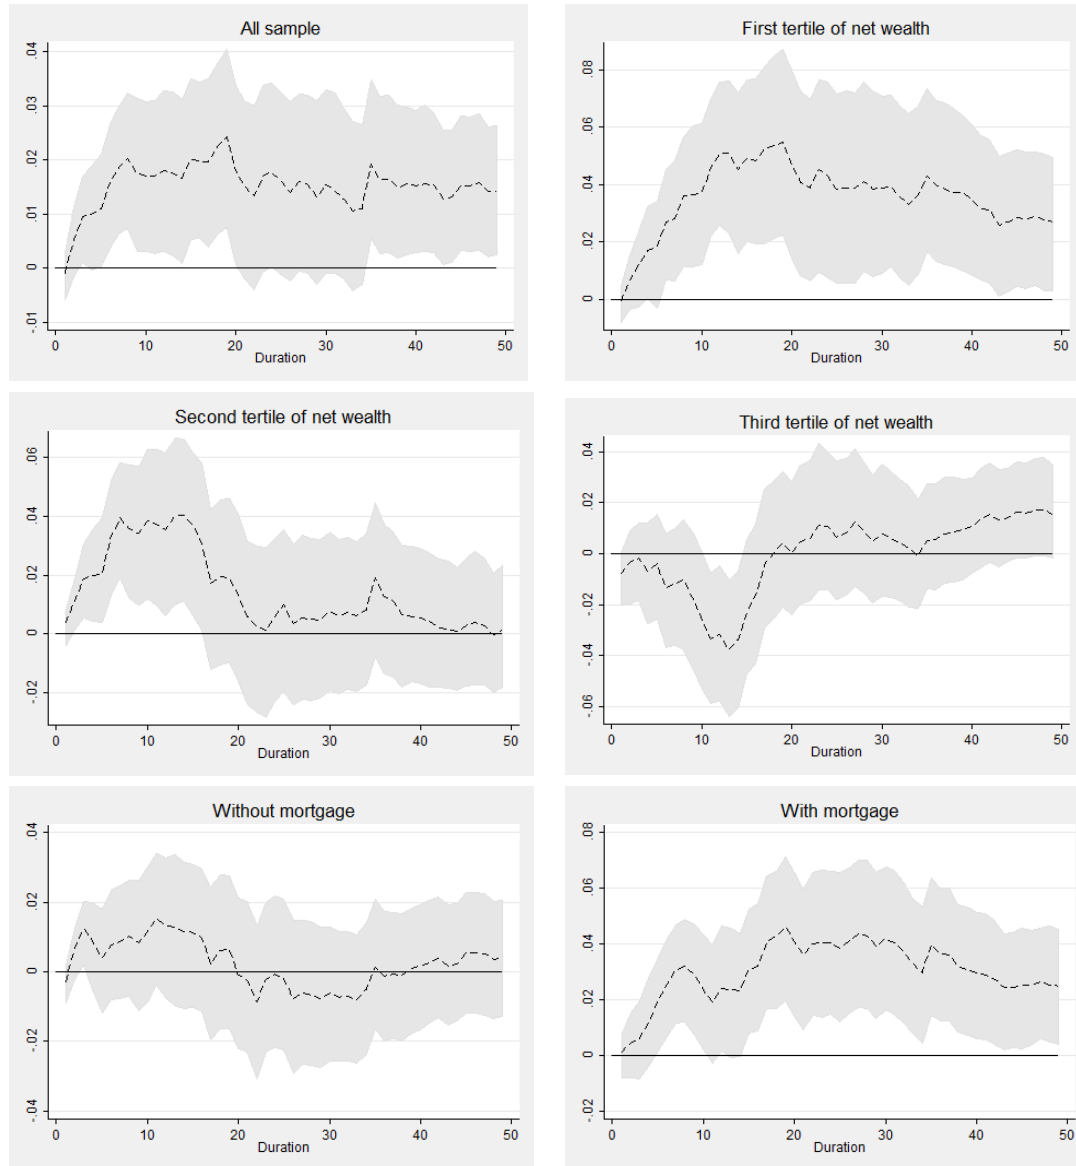 All sample
.04
.03
.02
.01
0
-.01
0 10 20 30 40 50
Duration
First tertile of net wealth
.08
.06
.04
.02
0
0 10 20 30 40 50
Duration
Second tertile of net wealth
.06
.04
.02
0
-.02
0 10 20 30 40 50
Duration
Third tertile of net wealth
.04
.02
0
-.02
-.04
-.06
0 10 20 30 40 50
Duration
Without mortgage
.04
.02
0
-.02
-.04
0 10 20 30 40 50
Duration
With mortgage
.08
.06
.04
.02
0
-.02
0 10 20 30 40 50
Duration